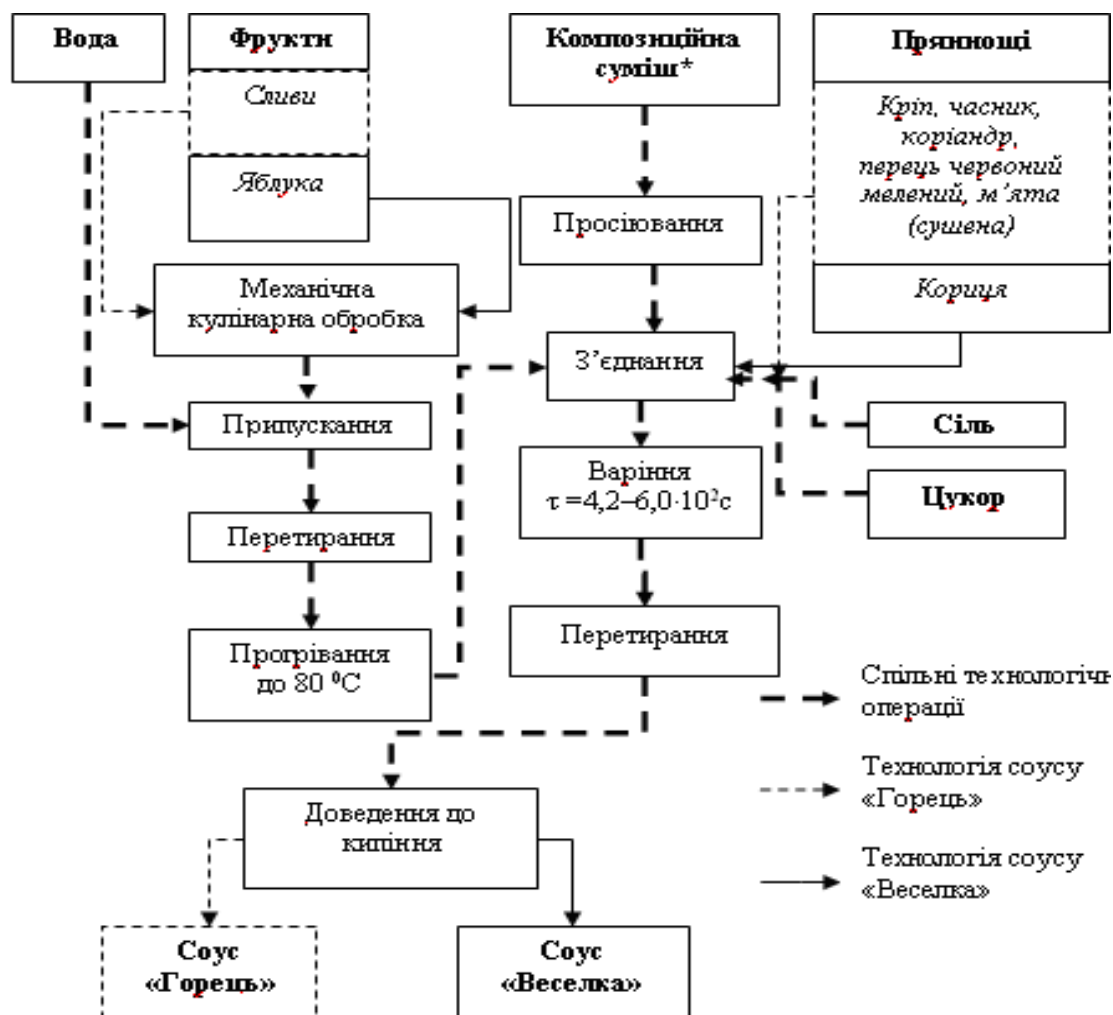 Вода
Фрукти
Сливи
Яблука
Композиційна
суміш*
Пряннощі
Кріп, часник,
коріандр,
перець червоний
мелений, м’ята
(сушена)
Кориця
Просіювання
Механічна
кулінарна обробка
З’єднання
Припускання
Сіль
Варіння
τ =4,2–6,0·10²с
Цукор
Перетирання
Перетирання
Прогрівання
до 80 ⁰С
Спільні технологічн
операції
Технологія соусу
«Горець»
Технологія соусу
«Веселка»
Доведення до
кипіння
Соус
«Горець»
Соус
«Веселка»